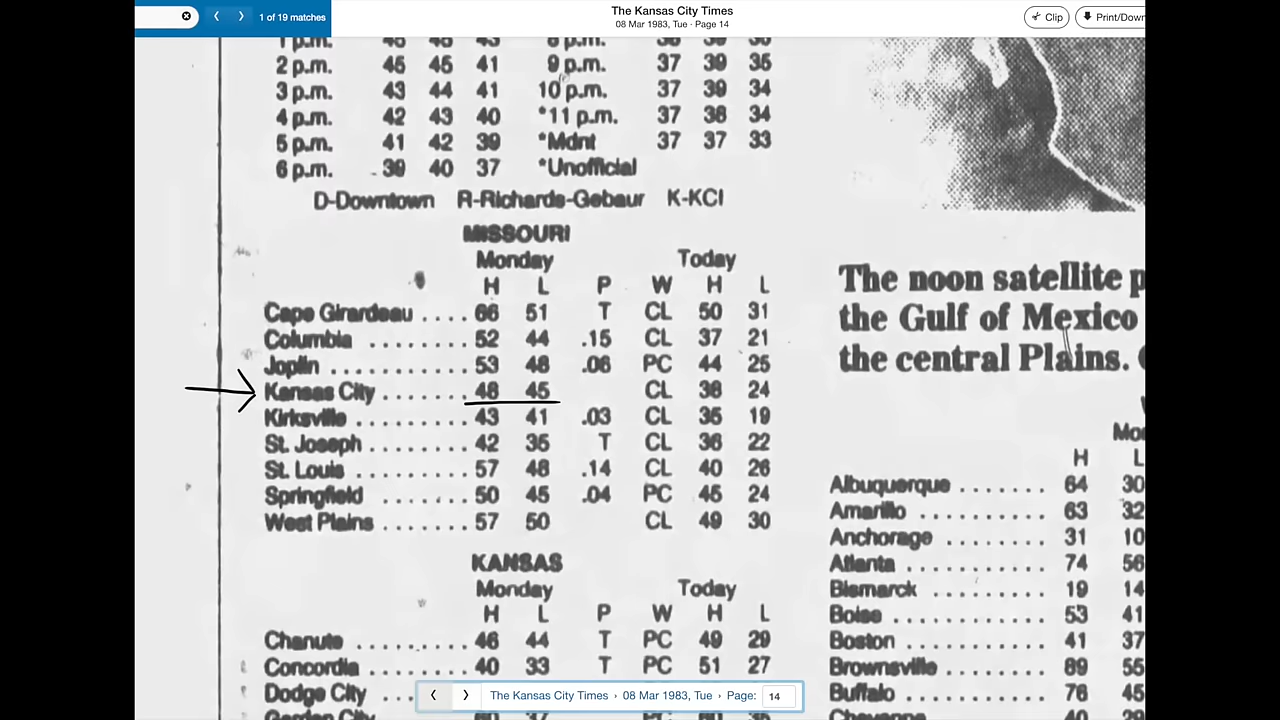 1 of 19 matches
The Kansas City Times
08 Mar 1983, Tue · Page 14
Clip
Print/Down
2 p.m. 45 45 41 9 p.m. 37 39 35
3 p.m. 43 44 41 10 p.m. 37 39 34
4 p.m. 42 43 40 *11 p.m. 37 38 34
5 p.m. 41 42 39 *Mdnt 37 37 33
6 p.m. 39 40 37 *Unofficial
D-Downtown R-Richards-Gebaur K-KCI
MISSOURI
Monday Today
H L P W H L
Cape Girardeau .... 66 51 T CL 50 31
Columbia ........ 52 44 .15 CL 37 21
Joplin .......... 53 48 .06 PC 44 25
Kansas City ...... 48 45 CL 38 24
Kirksville ........ 43 41 .03 CL 35 19
St. Joseph ....... 42 35 T CL 36 22
St. Louis ........ 57 48 .14 CL 40 26
Springfield ...... 50 45 .04 PC 45 24
West Plains ...... 57 50 CL 49 30
KANSAS
Monday Today
H L P W H L
Chanute ........ 46 44 T PC 49 29
Concordia ....... 40 33 T PC 51 27
Dodge City ...
The noon satellite p
the Gulf of Mexico
the central Plains.
Mo
H L
Albuquerque ....... 64 30
Amarillo .......... 63 32
Anchorage ........ 31 10
Atlanta ........... 74 56
Bismarck ......... 19 14
Boise ............ 53 41
Boston ........... 41 37
Brownsville ....... 89 55
Buffalo .......... 76 45
Cheyenne
The Kansas City Times › 08 Mar 1983, Tue › Page: 14